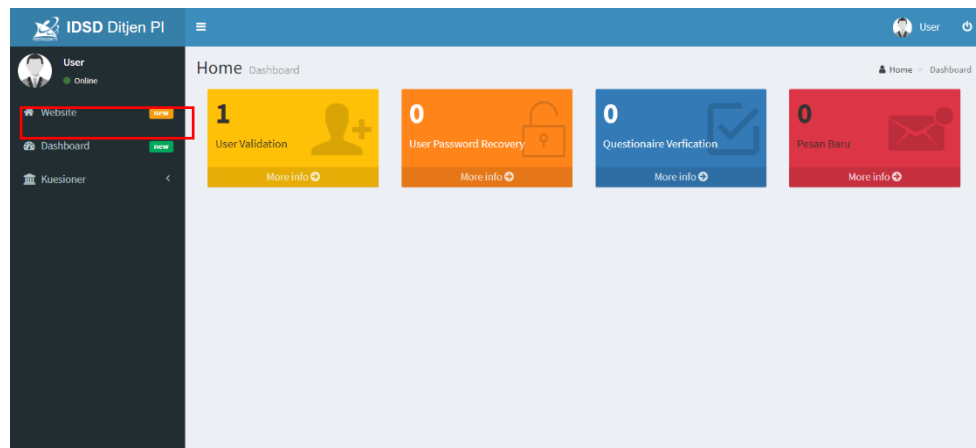 IDSD Ditjen PI
User
User
Online
Home Dashboard
Home > Dashboard
Website new
Dashboard new
Kuesioner
1
User Validation
More info
0
User Password Recovery
More info
0
Questionaire Verfication
More info
0
Pesan Baru
More info